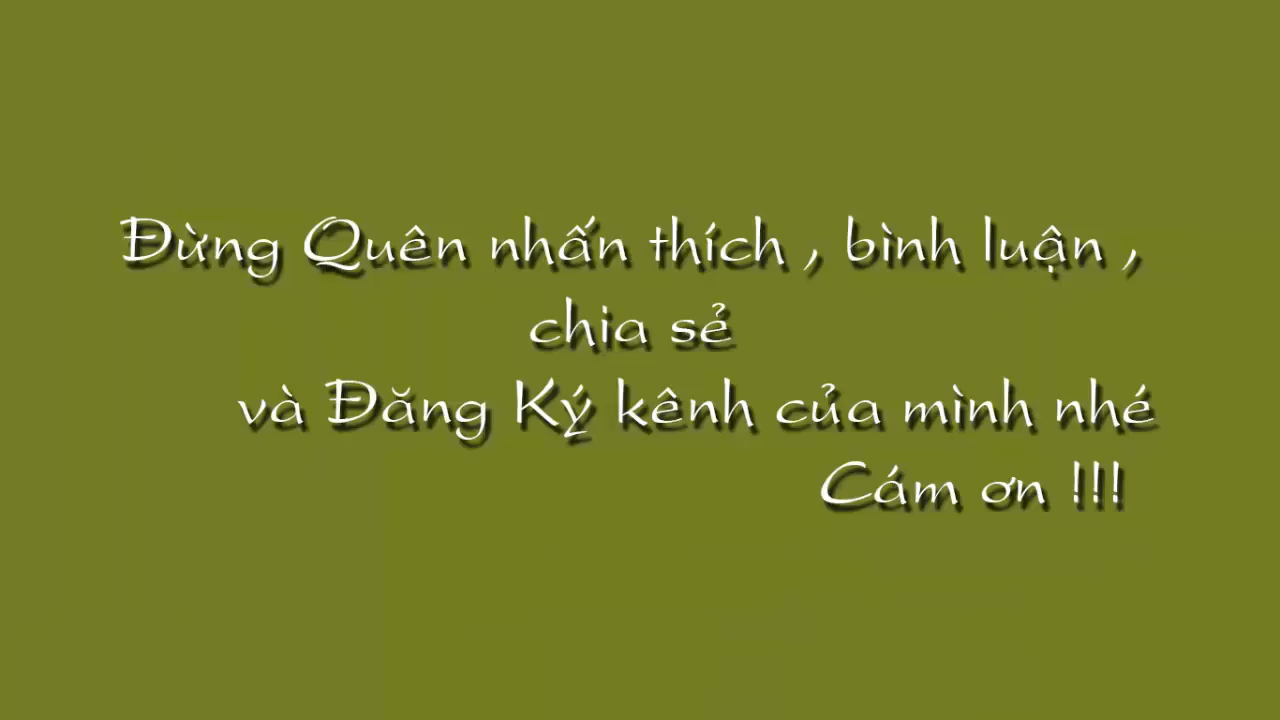 Đừng Quên nhấn thích , bình luận ,
chia sẻ
và Đăng Ký kênh của mình nhé
Cám ơn !!!